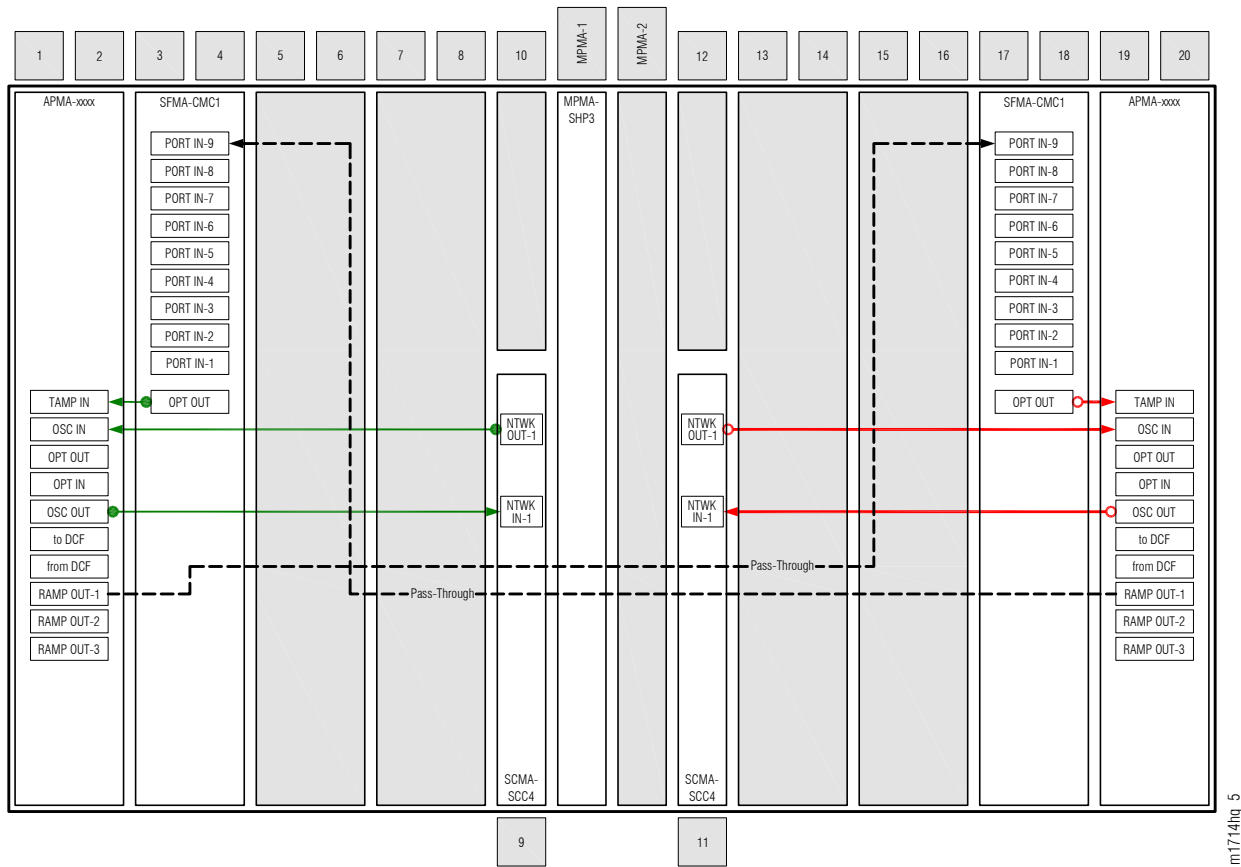 1
2
3
4
5
6
7
8
10
MPMA-1
MPMA-2
12
13
14
15
16
17
18
19
20
APMA-xxxx
SFMA-CMC1
MPMA-
SHP3
SFMA-CMC1
APMA-xxxx
PORT IN-9
PORT IN-8
PORT IN-7
PORT IN-6
PORT IN-5
PORT IN-4
PORT IN-3
PORT IN-2
PORT IN-1
OPT OUT
PORT IN-9
PORT IN-8
PORT IN-7
PORT IN-6
PORT IN-5
PORT IN-4
PORT IN-3
PORT IN-2
PORT IN-1
OPT OUT
TAMP IN
OSC IN
OPT OUT
OPT IN
OSC OUT
to DCF
from DCF
RAMP OUT-1
RAMP OUT-2
RAMP OUT-3
NTWK
OUT-1
NTWK
IN-1
NTWK
OUT-1
NTWK
IN-1
TAMP IN
OSC IN
OPT OUT
OPT IN
OSC OUT
to DCF
from DCF
RAMP OUT-1
RAMP OUT-2
RAMP OUT-3
Pass-Through
Pass-Through
SCMA-
SCC4
SCMA-
SCC4
9
11
m1714hq_5